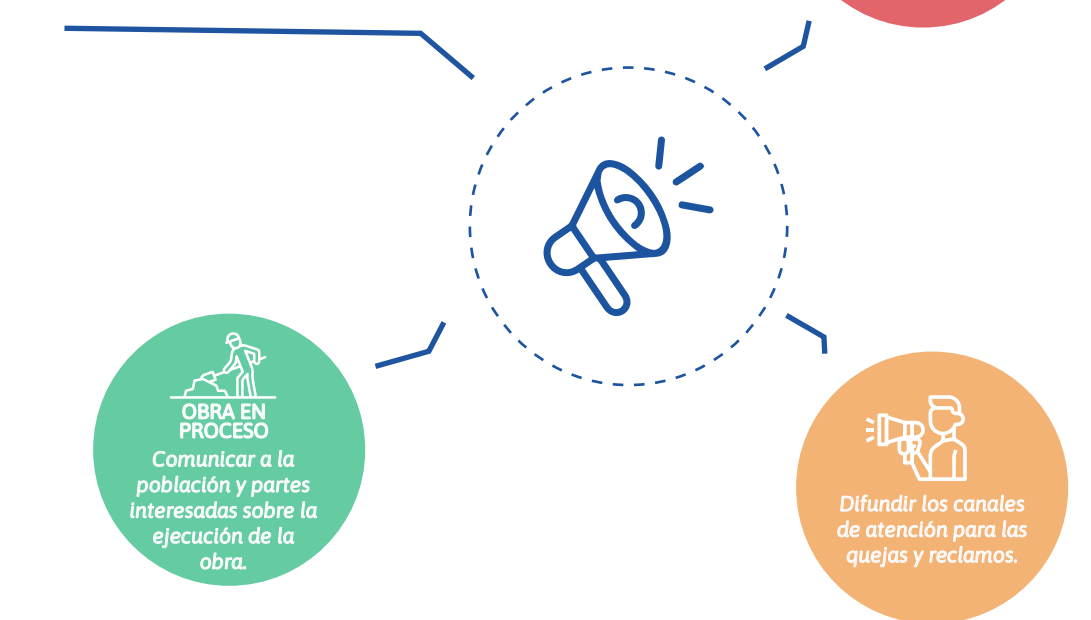 OBRA EN
PROCESO
Comunicar a la
población y partes
interesadas sobre la
ejecución de la
obra.
Difundir los canales
de atención para las
quejas y reclamos.